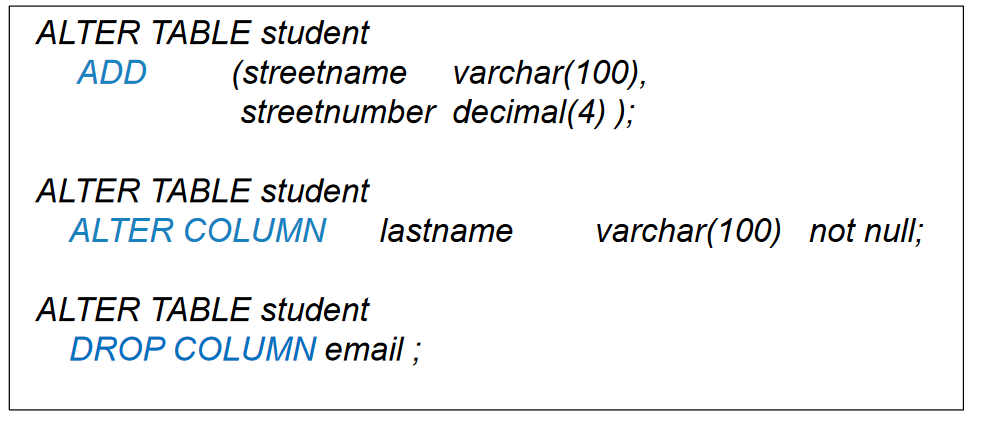 ALTER TABLE student
ADD (streetname varchar(100),
streetnumber decimal(4) );
ALTER TABLE student
ALTER COLUMN lastname varchar(100) not null;
ALTER TABLE student
DROP COLUMN email ;